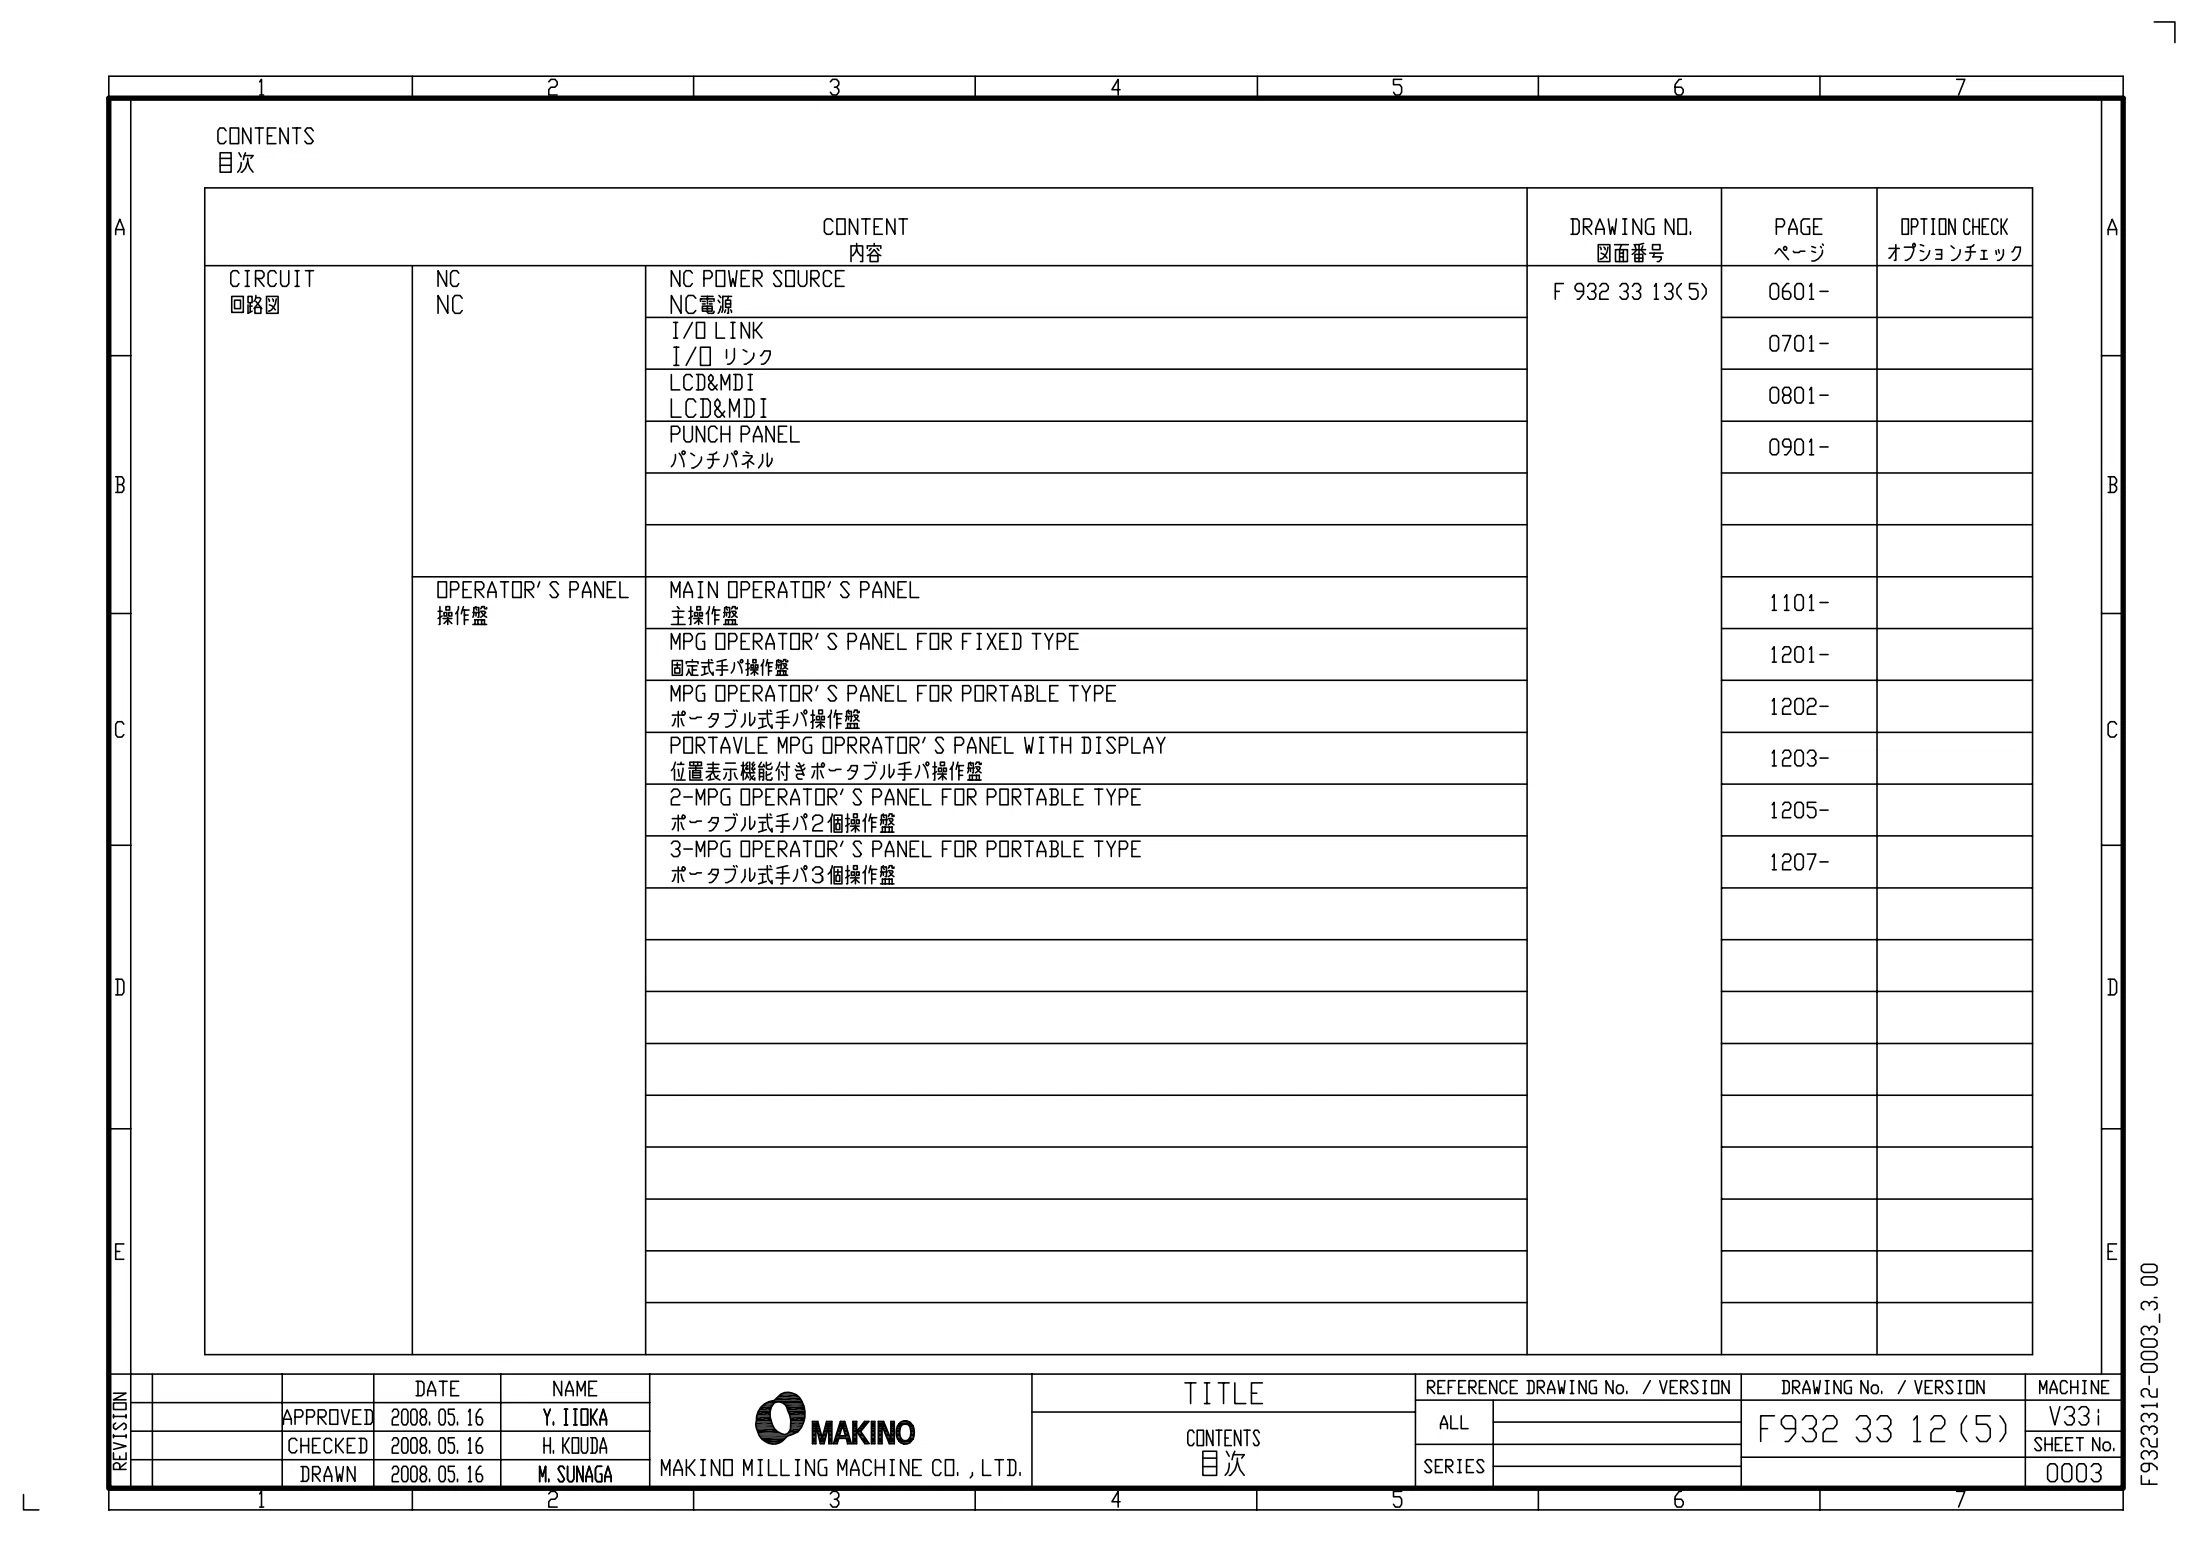 1 2 3 4 5 6 7
CONTENTS
目次
CONTENT DRAWING NO. PAGE OPTION CHECK
内容 図面番号 ページ オプションチェック
A A
CIRCUIT NC NC POWER SOURCE F 932 33 13(5) 0601-
回路図 NC NC電源
I/O LINK 0701-
I/O リンク
LCD&MDI 0801-
LCD&MDI
PUNCH PANEL 0901-
パンチパネル
B B
OPERATOR'S PANEL MAIN OPERATOR'S PANEL 1101-
操作盤 主操作盤
MPG OPERATOR'S PANEL FOR FIXED TYPE 1201-
固定式手パ操作盤
MPG OPERATOR'S PANEL FOR PORTABLE TYPE 1202-
ポータブル式手パ操作盤
C C
PORTAVLE MPG OPRRATOR'S PANEL WITH DISPLAY 1203-
位置表示機能付きポータブル手パ操作盤
2-MPG OPERATOR'S PANEL FOR PORTABLE TYPE 1205-
ポータブル式手パ2個操作盤
3-MPG OPERATOR'S PANEL FOR PORTABLE TYPE 1207-
ポータブル式手パ3個操作盤
D D
E E
REVISION
DATE NAME
APPROVED 2008.05.16 Y.IIOKA
CHECKED 2008.05.16 H.KOUDA
DRAWN 2008.05.16 M.SUNAGA
MAKINO
MAKINO MILLING MACHINE CO.,LTD.
TITLE
CONTENTS
目次
REFERENCE DRAWING No. / VERSION
ALL
SERIES
DRAWING No. / VERSION
F932 33 12(5)
MACHINE
V33i
SHEET No.
0003
1 2 3 4 5 6 7
F9323312-0003_3.00